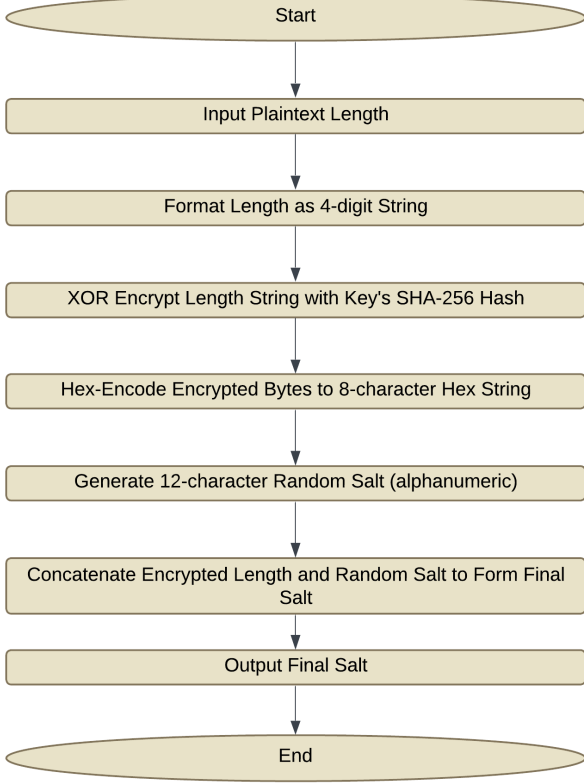 Start
Input Plaintext Length
Format Length as 4-digit String
XOR Encrypt Length String with Key's SHA-256 Hash
Hex-Encode Encrypted Bytes to 8-character Hex String
Generate 12-character Random Salt (alphanumeric)
Concatenate Encrypted Length and Random Salt to Form Final
Salt
Output Final Salt
End